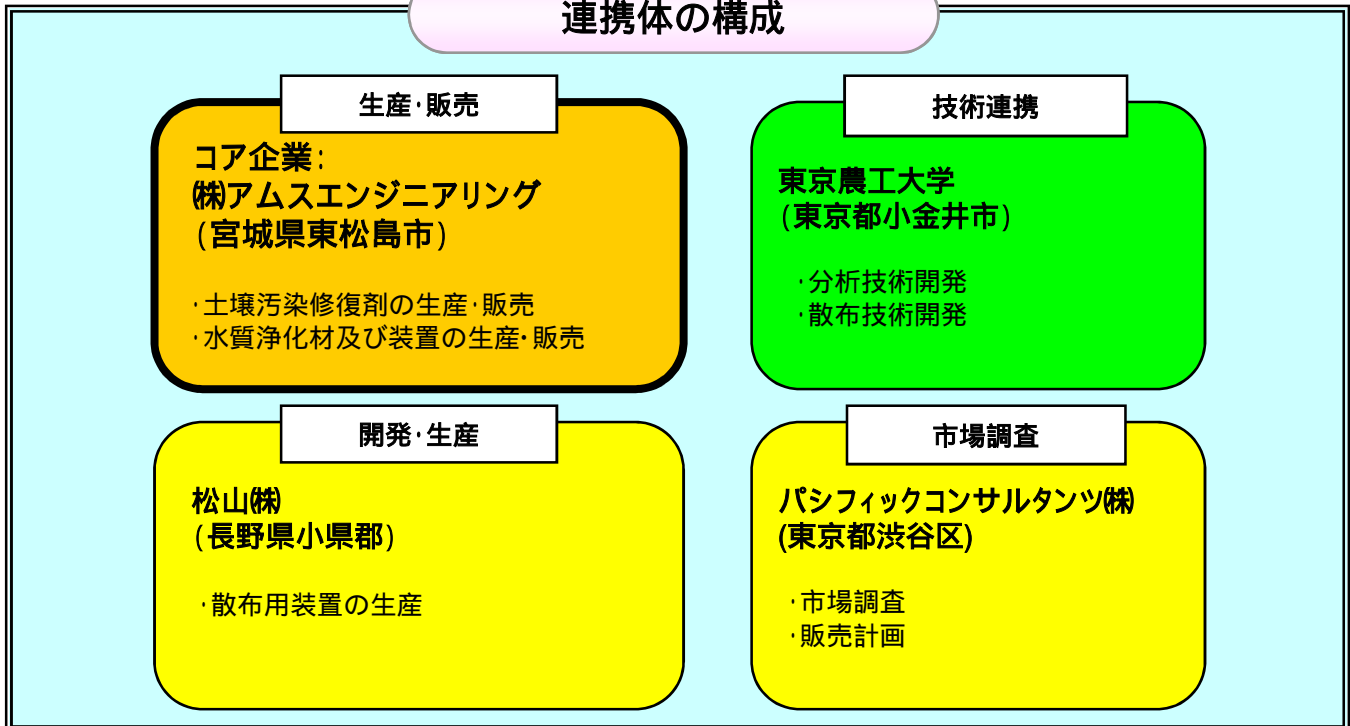 連携体の構成
生産・販売
コア企業：
㈱アムスエンジニアリング
(宮城県東松島市)
・土壌汚染修復剤の生産・販売
・水質浄化材及び装置の生産・販売
技術連携
東京農工大学
(東京都小金井市)
・分析技術開発
・散布技術開発
開発・生産
松山㈱
(長野県小県郡)
・散布用装置の生産
市場調査
パシフィックコンサルタンツ㈱
(東京都渋谷区)
・市場調査
・販売計画